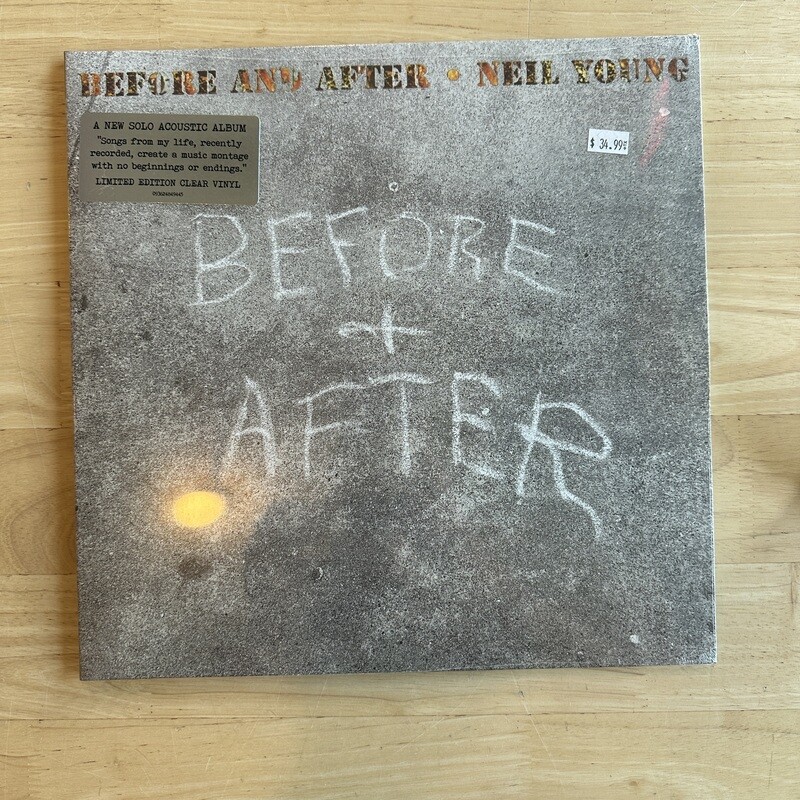 BEFORE AND AFTER • NEIL YOUNG
A NEW SOLO ACOUSTIC ALBUM
"Songs from my life, recently
recorded, create a music montage
with no beginnings or endings."
LIMITED EDITION CLEAR VINYL
$ 34.99
BEFORE
+
AFTER